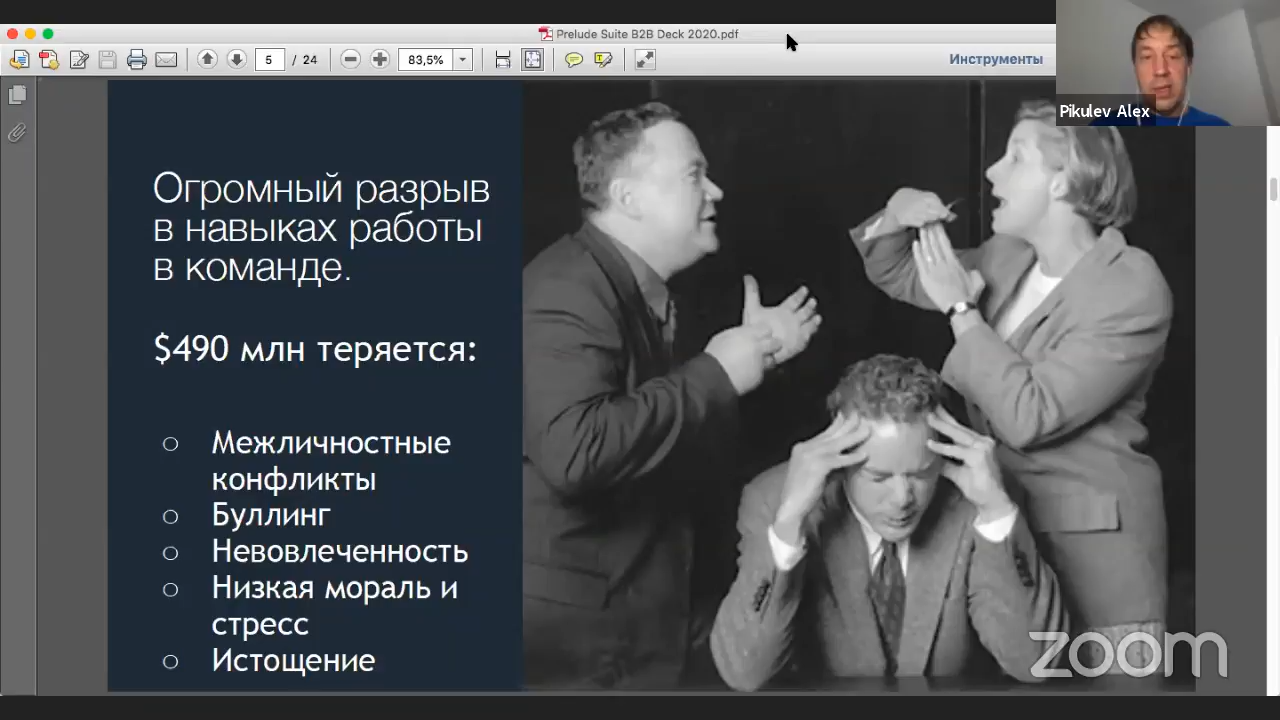 Prelude Suite B2B Deck 2020.pdf
5 / 24
83,5%
Инструменты
Pikulev Alex
Огромный разрыв
в навыках работы
в команде.
$490 млн теряется:
○ Межличностные
конфликты
○ Буллинг
○ Невовлеченность
○ Низкая мораль и
стресс
○ Истощение
zoom